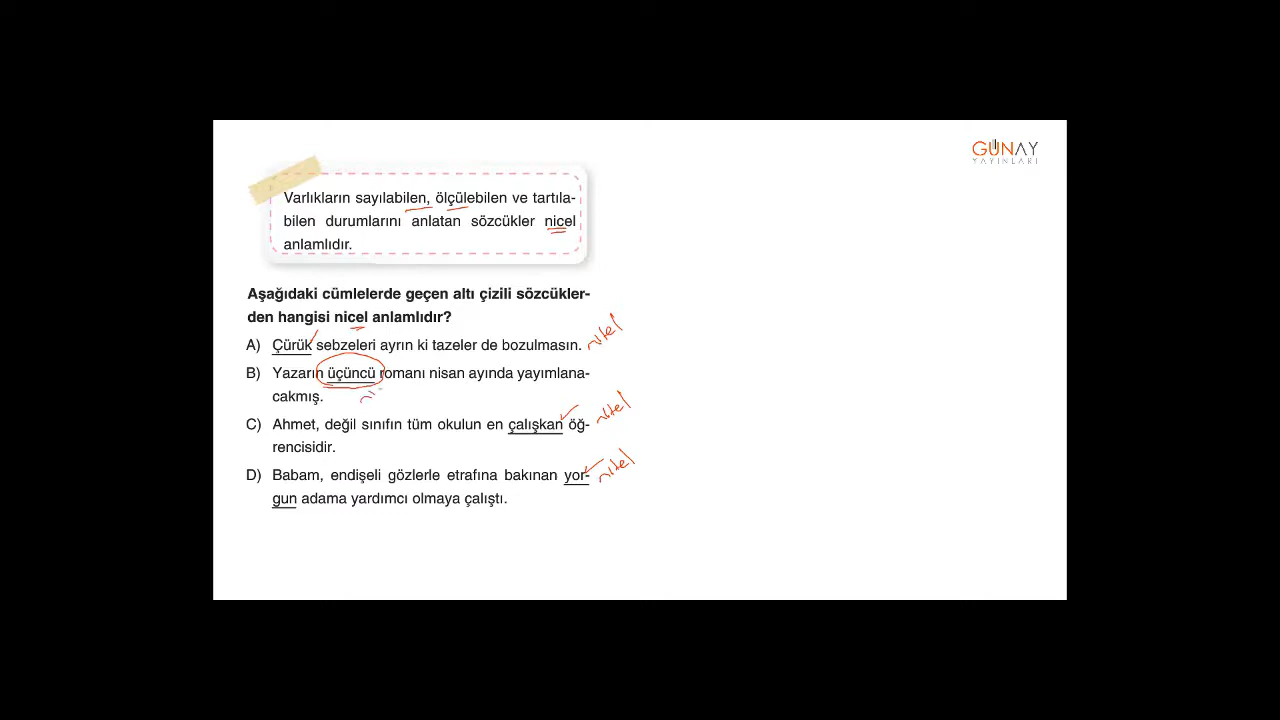 GÜNAY
YAYINLARI
Varlıkların sayılabilen, ölçülebilen ve tartıla-
bilen durumlarını anlatan sözcükler nicel
anlamlıdır.
Aşağıdaki cümlelerde geçen altı çizili sözcükler-
den hangisi nicel anlamlıdır?
A) Çürük sebzeleri ayrın ki tazeler de bozulmasın. nitel
B) Yazarın üçüncü romanı nisan ayında yayımlana-
cakmış.
C) Ahmet, değil sınıfın tüm okulun en çalışkan öğ- nitel
rencisidir.
D) Babam, endişeli gözlerle etrafına bakınan yor- nitel
gun adama yardımcı olmaya çalıştı.